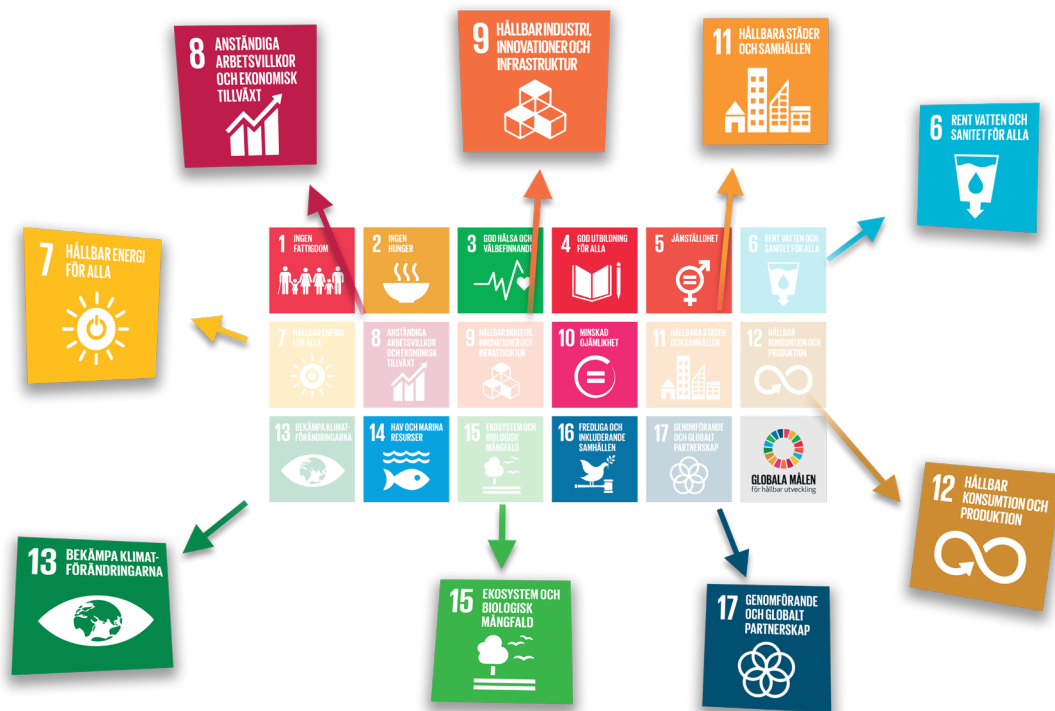 8 ANSTÄNDIGA
ARBETSVILLKOR
OCH EKONOMISK
TILLVÄXT
9 HÅLLBAR INDUSTRI,
INNOVATIONER OCH
INFRASTRUKTUR
11 HÅLLBARA STÄDER
OCH SAMHÄLLEN
6 RENT VATTEN OCH
SANITET FÖR ALLA
7 HÅLLBAR ENERGI
FÖR ALLA
1 INGEN
FATTIGDOM
2 INGEN
HUNGER
3 GOD HÄLSA OCH
VÄLBEFINNANDE
4 GOD UTBILDNING
FÖR ALLA
5 JÄMSTÄLLDHET
6 RENT VATTEN OCH
SANITET FÖR ALLA
7 HÅLLBAR ENERGI
FÖR ALLA
8 ANSTÄNDIGA
ARBETSVILLKOR
OCH EKONOMISK
TILLVÄXT
9 HÅLLBAR INDUSTRI,
INNOVATIONER OCH
INFRASTRUKTUR
10 MINSKAD
OJÄMLIKHET
11 HÅLLBARA STÄDER
OCH SAMHÄLLEN
12 HÅLLBAR
KONSUMTION OCH
PRODUKTION
13 BEKÄMPA KLIMAT-
FÖRÄNDRINGARNA
14 HAV OCH MARINA
RESURSER
15 EKOSYSTEM OCH
BIOLOGISK
MÅNGFALD
16 FREDLIGA OCH
INKLUDERANDE
SAMHÄLLEN
17 GENOMFÖRANDE
OCH GLOBALT
PARTNERSKAP
GLOBALA MÅLEN
för hållbar utveckling
12 HÅLLBAR
KONSUMTION OCH
PRODUKTION
13 BEKÄMPA KLIMAT-
FÖRÄNDRINGARNA
15 EKOSYSTEM OCH
BIOLOGISK
MÅNGFALD
17 GENOMFÖRANDE
OCH GLOBALT
PARTNERSKAP